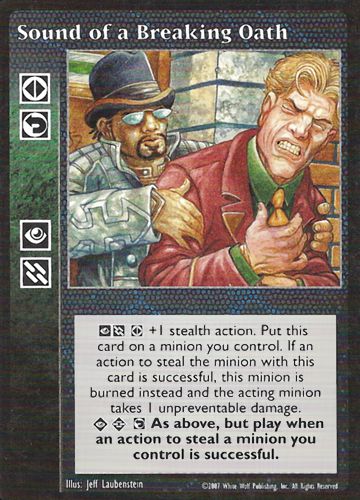 Sound of a Breaking Oath
+1 stealth action. Put this
card on a minion you control. If an
action to steal the minion with this
card is successful, this minion is
burned instead and the acting minion
takes 1 unpreventable damage.
As above, but play when
an action to steal a minion you
control is successful.
Illus: Jeff Laubenstein
©2007 White Wolf Publishing, Inc. All Rights Reserved